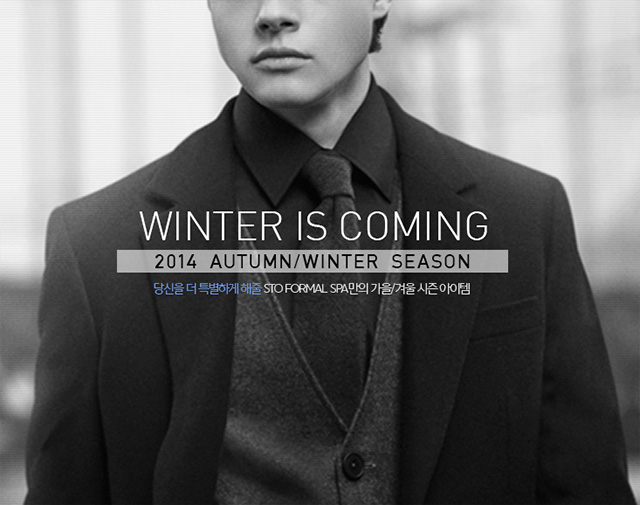 WINTER IS COMING
2014 AUTUMN/WINTER SEASON
당신을 더 특별하게 해줄 STO FORMAL SPA만의 가을/겨울 시즌 아이템